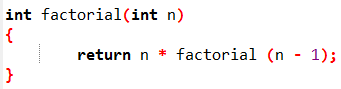 int factorial(int n)
{
return n * factorial (n - 1);
}